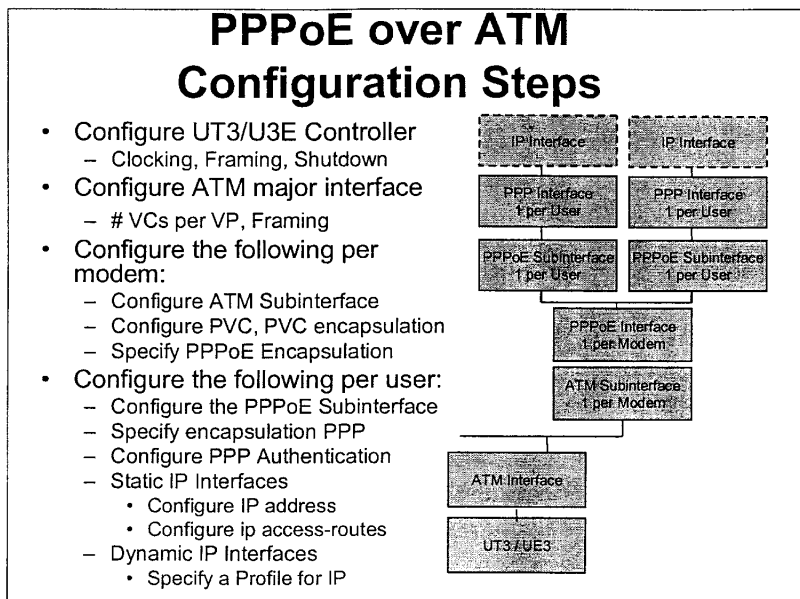 PPPoE over ATM
Configuration Steps
• Configure UT3/U3E Controller
– Clocking, Framing, Shutdown
• Configure ATM major interface
– # VCs per VP, Framing
• Configure the following per
modem:
– Configure ATM Subinterface
– Configure PVC, PVC encapsulation
– Specify PPPoE Encapsulation
• Configure the following per user:
– Configure the PPPoE Subinterface
– Specify encapsulation PPP
– Configure PPP Authentication
– Static IP Interfaces
• Configure IP address
• Configure ip access-routes
– Dynamic IP Interfaces
• Specify a Profile for IP
IP Interface
IP Interface
PPP Interface
1 per User
PPP Interface
1 per User
PPPoE Subinterface
1 per User
PPPoE Subinterface
1 per User
PPPoE Interface
1 per Modem
ATM Subinterface
1 per Modem
ATM Interface
UT3 / UE3